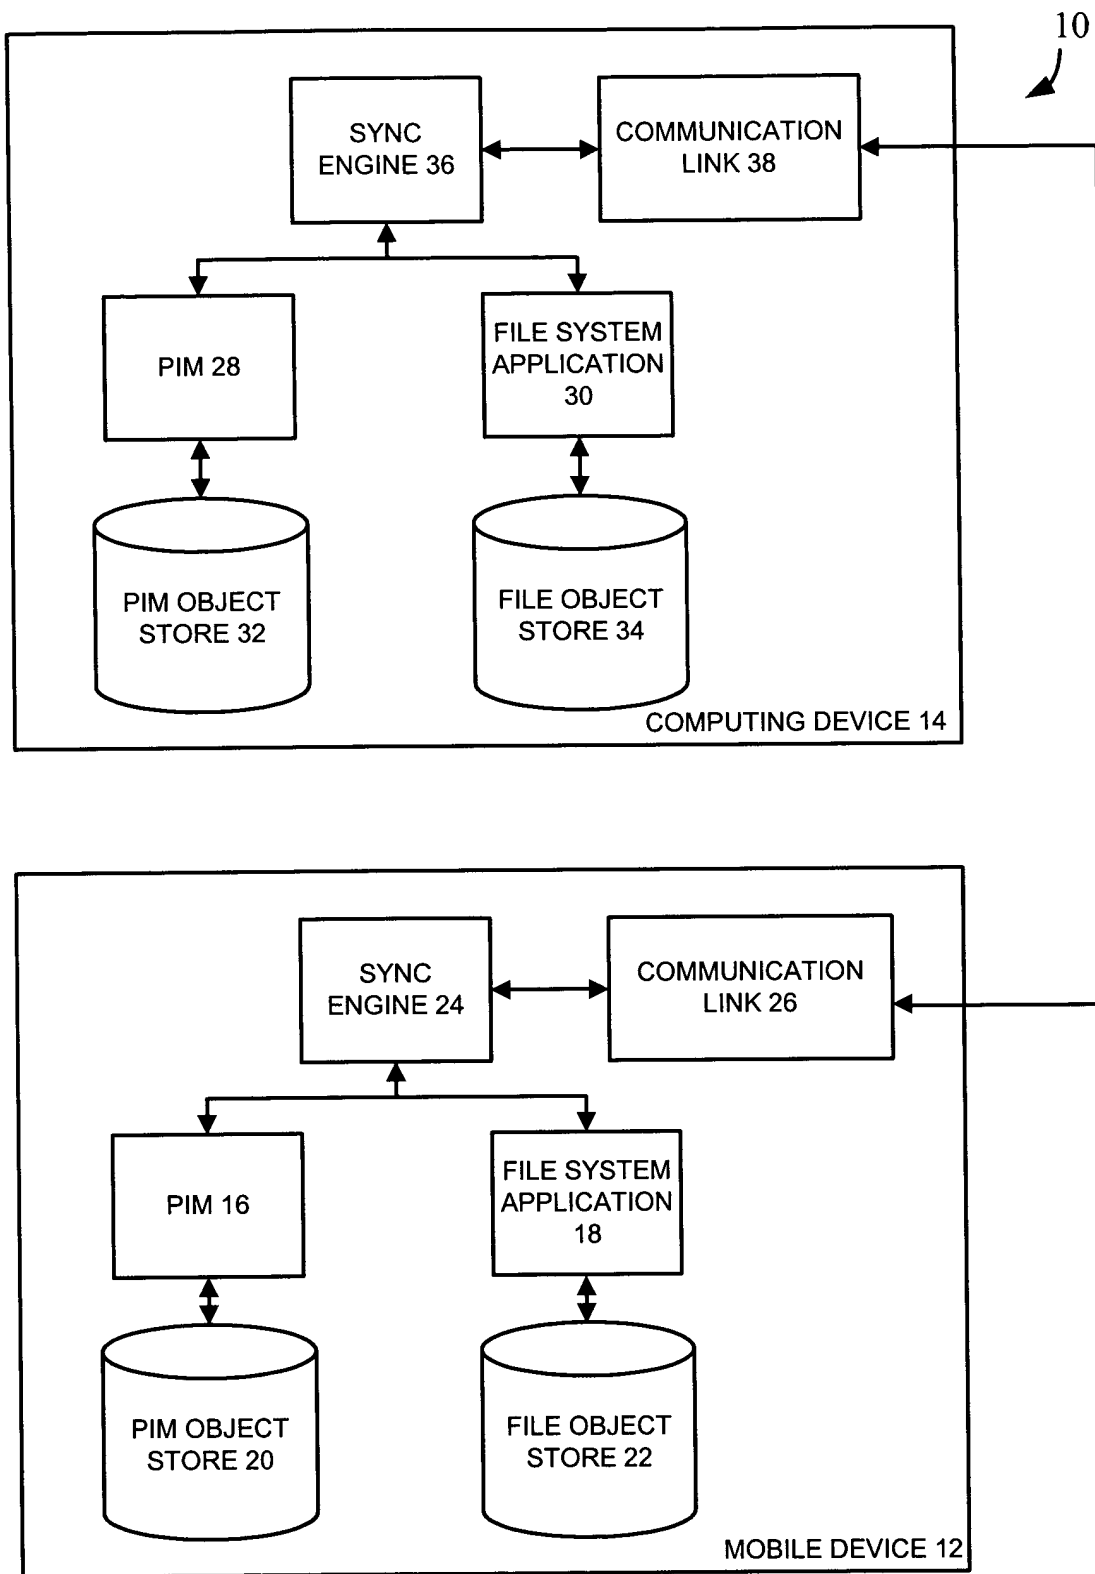 10
SYNC
ENGINE 36
COMMUNICATION
LINK 38
PIM 28
FILE SYSTEM
APPLICATION
30
PIM OBJECT
STORE 32
FILE OBJECT
STORE 34
COMPUTING DEVICE 14
SYNC
ENGINE 24
COMMUNICATION
LINK 26
PIM 16
FILE SYSTEM
APPLICATION
18
PIM OBJECT
STORE 20
FILE OBJECT
STORE 22
MOBILE DEVICE 12